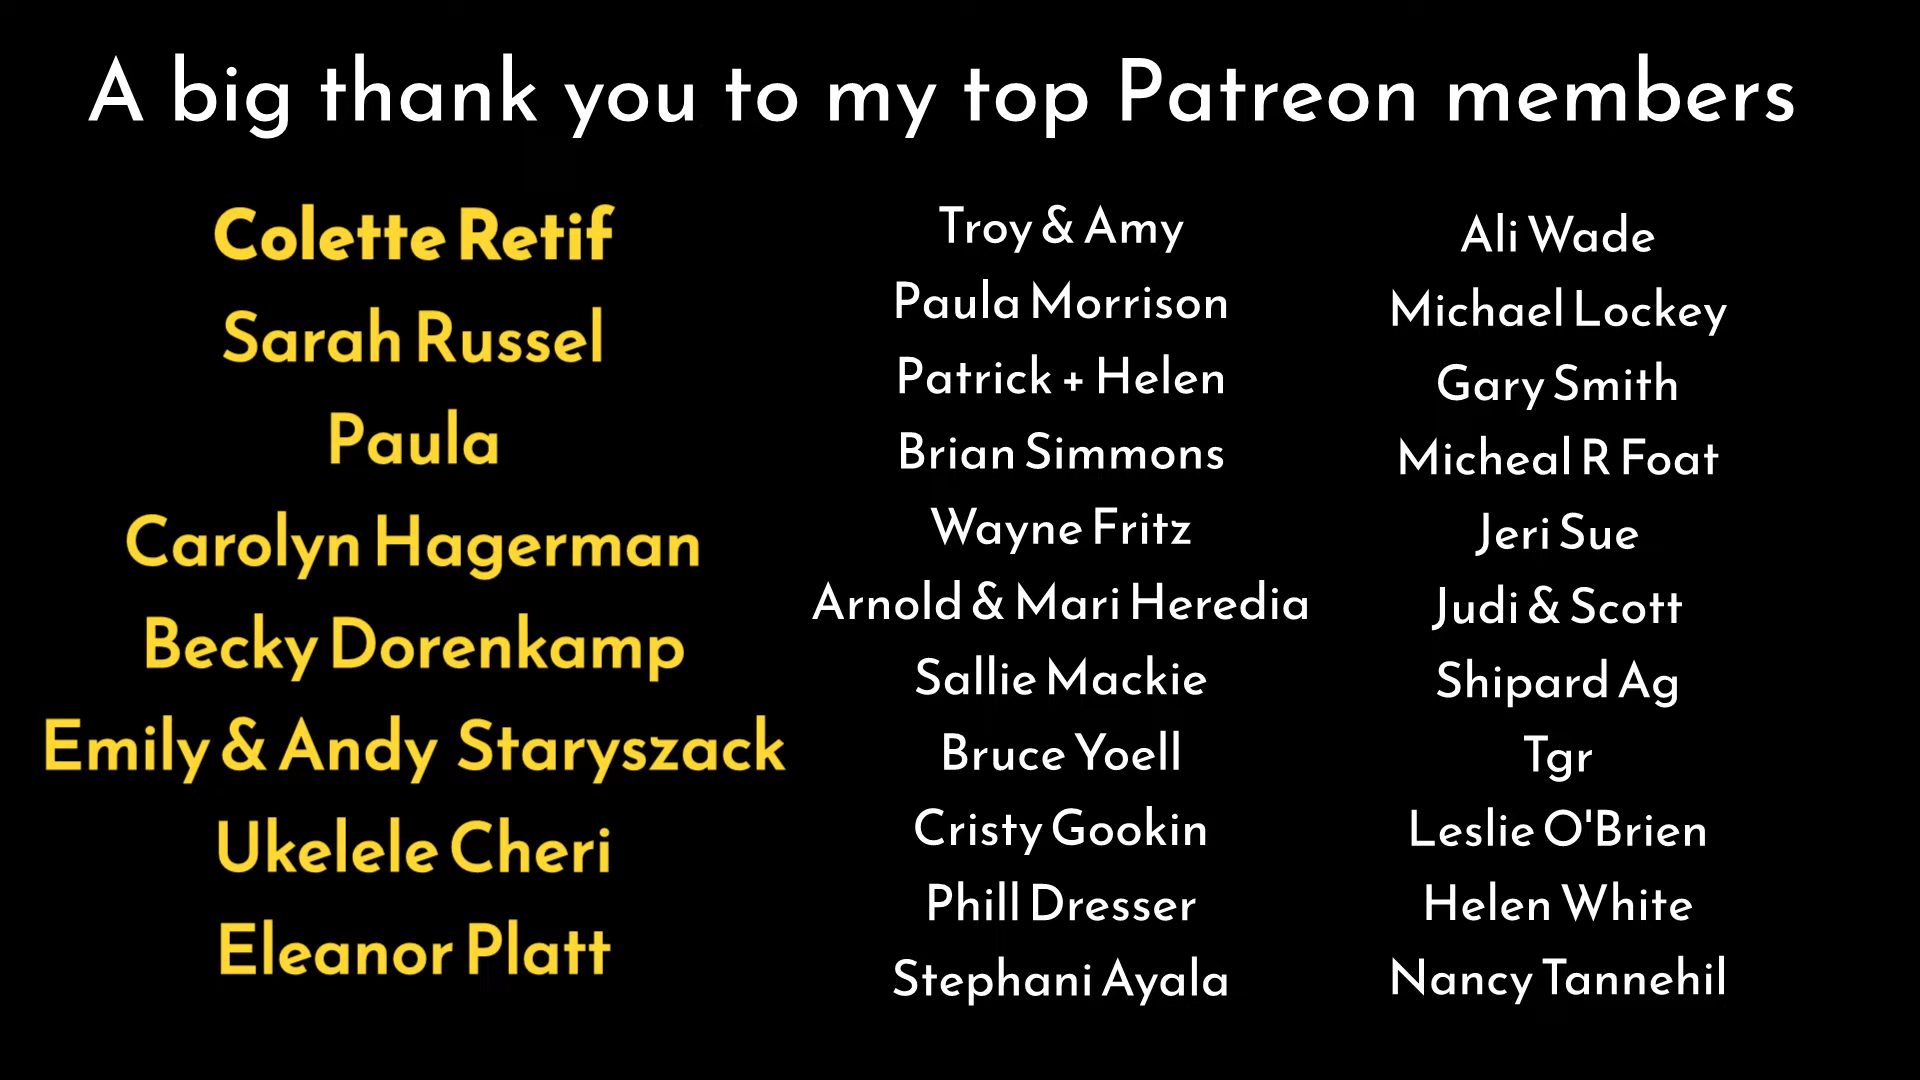 A big thank you to my top Patreon members
Colette Retif
Sarah Russel
Paula
Carolyn Hagerman
Becky Dorenkamp
Emily & Andy Staryszack
Ukelele Cheri
Eleanor Platt
Troy & Amy
Paula Morrison
Patrick + Helen
Brian Simmons
Wayne Fritz
Arnold & Mari Heredia
Sallie Mackie
Bruce Yoell
Cristy Gookin
Phill Dresser
Stephani Ayala
Ali Wade
Michael Lockey
Gary Smith
Micheal R Foat
Jeri Sue
Judi & Scott
Shipard Ag
Tgr
Leslie O'Brien
Helen White
Nancy Tannehil